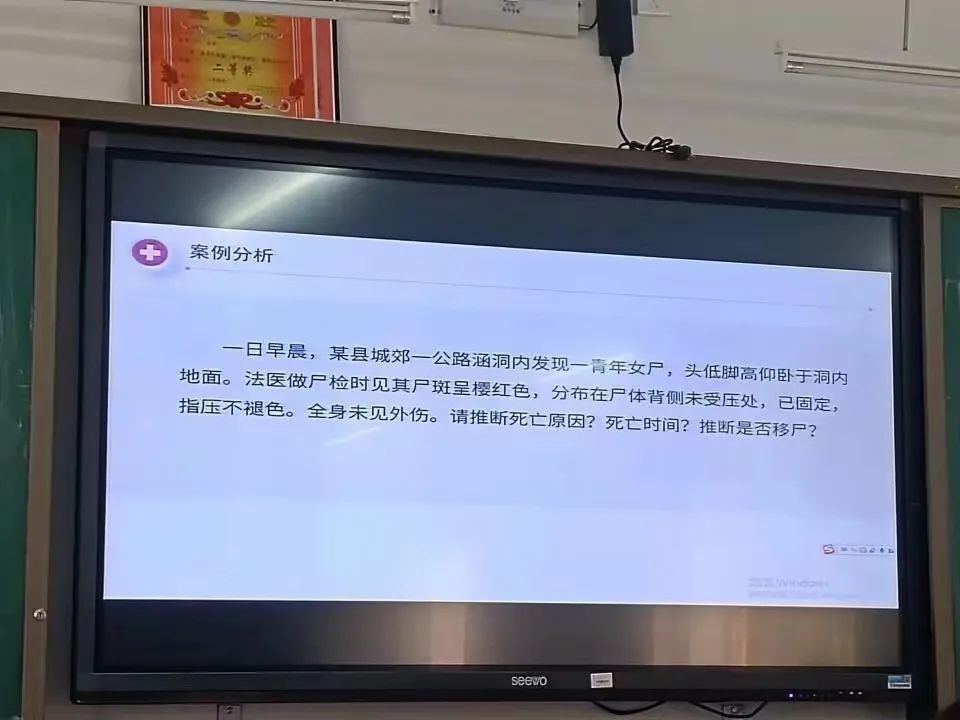 二等奖
案例分析
一日早晨，某县城郊一公路涵洞内发现一青年女尸，头低脚高仰卧于洞内
地面。法医做尸检时见其尸斑呈樱红色，分布在尸体背侧未受压处，已固定，
指压不褪色。全身未见外伤。请推断死亡原因？死亡时间？推断是否移尸？
seewo